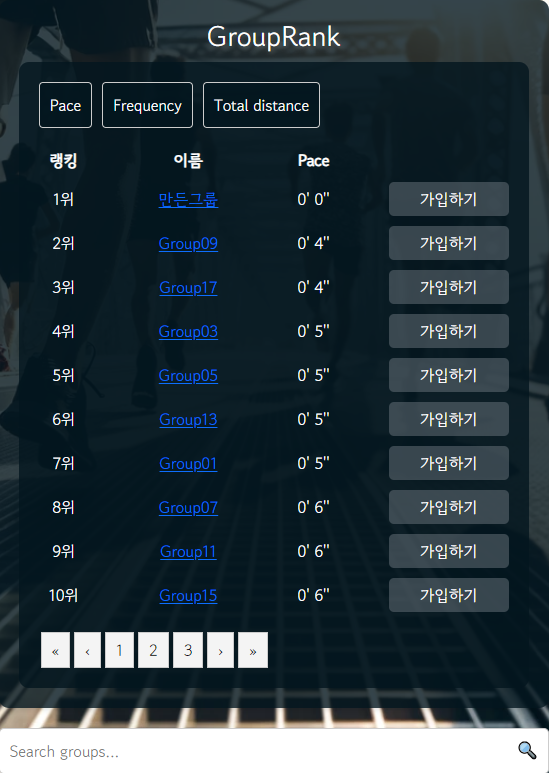 GroupRank
Pace Frequency Total distance
랭킹 이름 Pace
1위 만든그룹 0' 0" 가입하기
2위 Group09 0' 4" 가입하기
3위 Group17 0' 4" 가입하기
4위 Group03 0' 5" 가입하기
5위 Group05 0' 5" 가입하기
6위 Group13 0' 5" 가입하기
7위 Group01 0' 5" 가입하기
8위 Group07 0' 6" 가입하기
9위 Group11 0' 6" 가입하기
10위 Group15 0' 6" 가입하기
« ‹ 1 2 3 › »
Search groups...